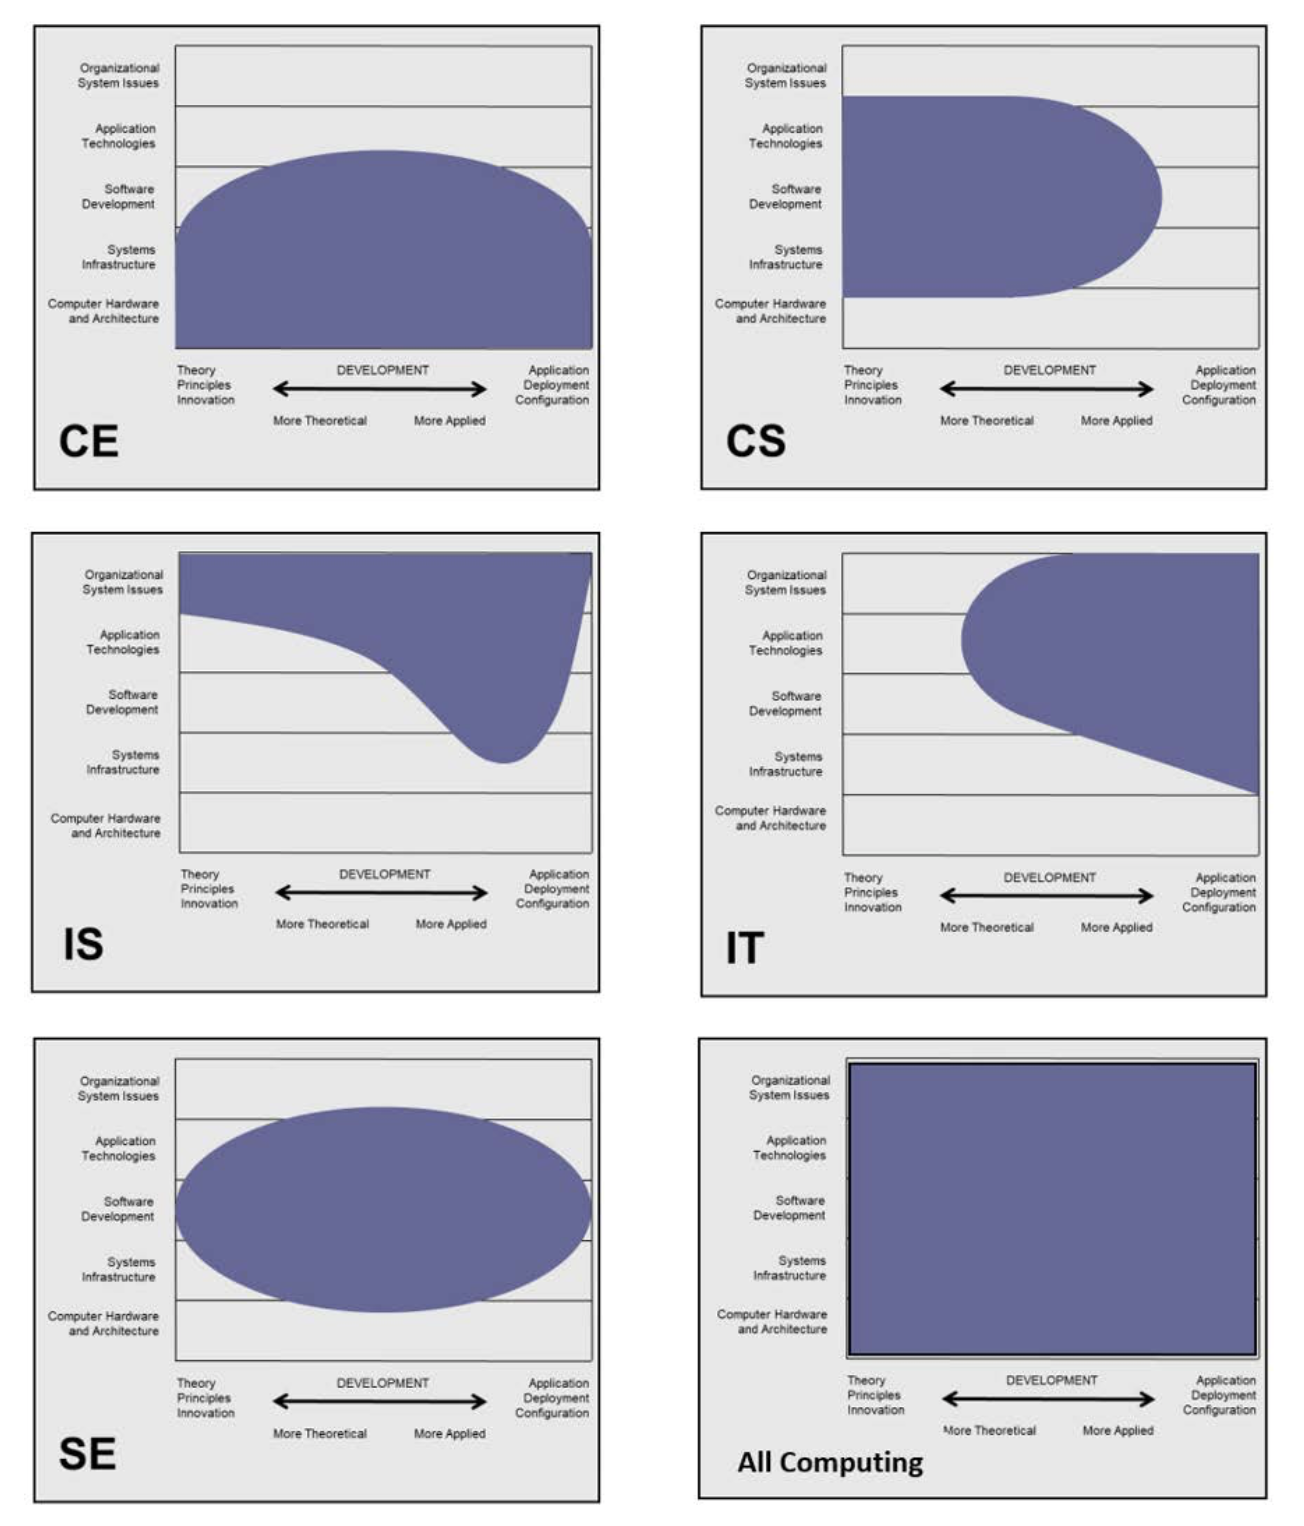 Organizational
System Issues
Application
Technologies
Software
Development
Systems
Infrastructure
Computer Hardware
and Architecture
Theory
Principles
Innovation
DEVELOPMENT
More Theoretical
More Applied
Application
Deployment
Configuration
CE
Organizational
System Issues
Application
Technologies
Software
Development
Systems
Infrastructure
Computer Hardware
and Architecture
Theory
Principles
Innovation
DEVELOPMENT
More Theoretical
More Applied
Application
Deployment
Configuration
CS
Organizational
System Issues
Application
Technologies
Software
Development
Systems
Infrastructure
Computer Hardware
and Architecture
Theory
Principles
Innovation
DEVELOPMENT
More Theoretical
More Applied
Application
Deployment
Configuration
IS
Organizational
System Issues
Application
Technologies
Software
Development
Systems
Infrastructure
Computer Hardware
and Architecture
Theory
Principles
Innovation
DEVELOPMENT
More Theoretical
More Applied
Application
Deployment
Configuration
IT
Organizational
System Issues
Application
Technologies
Software
Development
Systems
Infrastructure
Computer Hardware
and Architecture
Theory
Principles
Innovation
DEVELOPMENT
More Theoretical
More Applied
Application
Deployment
Configuration
SE
Organizational
System Issues
Application
Technologies
Software
Development
Systems
Infrastructure
Computer Hardware
and Architecture
Theory
Principles
Innovation
DEVELOPMENT
More Theoretical
More Applied
Application
Deployment
Configuration
All Computing